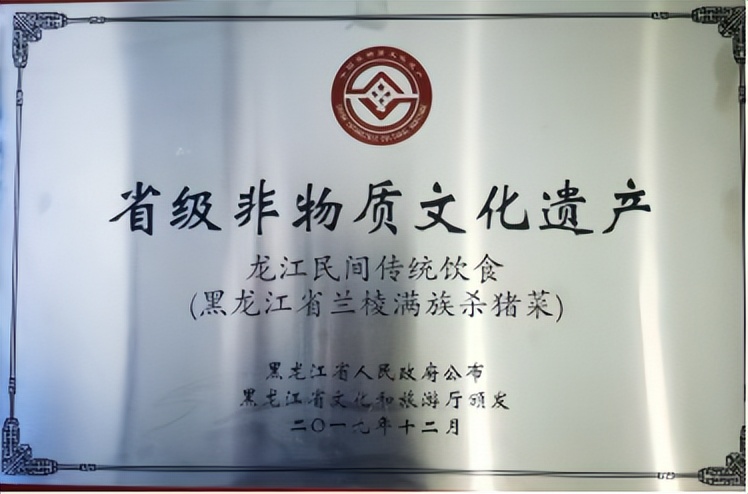 省级非物质文化遗产
龙江民间传统饮食
(黑龙江省兰棱满族杀猪菜)
黑龙江省人民政府公布
黑龙江省文化和旅游厅颁发
二〇一九年十二月